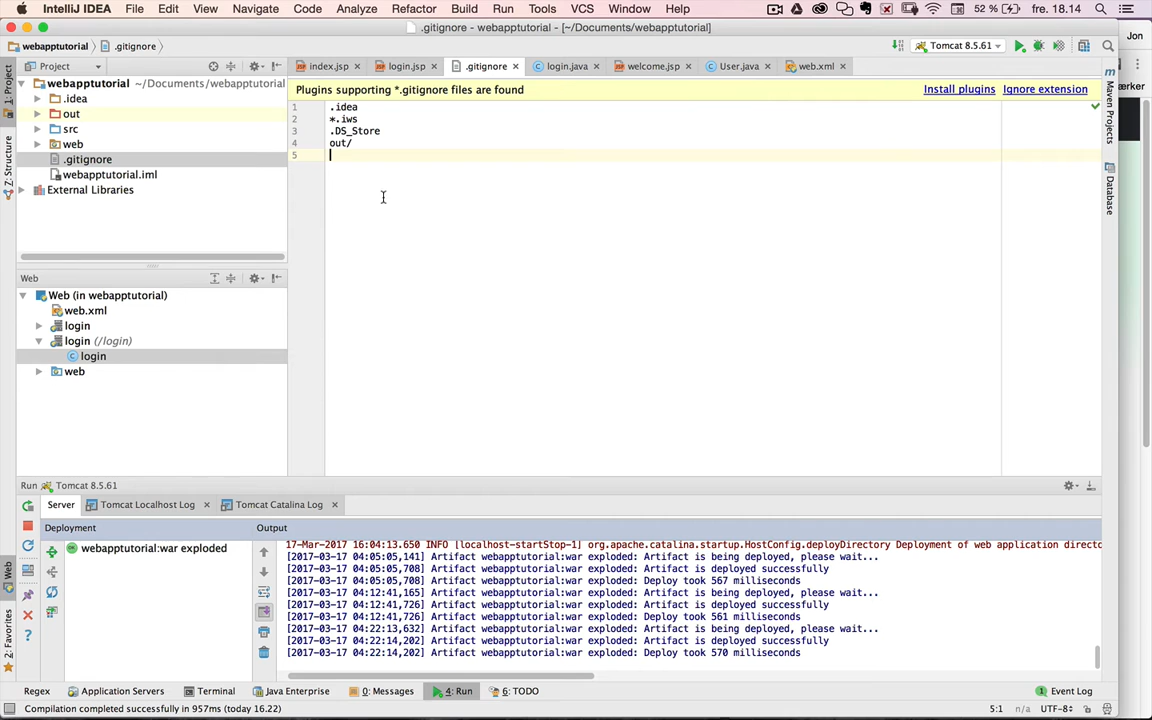 IntelliJ IDEA File Edit View Navigate Code Analyze Refactor Build Run Tools VCS Window Help 52 % fre. 18.14
.gitignore - webapptutorial - [~/Documents/webapptutorial]
webapptutorial .gitignore Tomcat 8.5.61
Jon
Project
index.jsp login.jsp .gitignore login.java welcome.jsp User.java web.xml
ærker
1: Project
Z: Structure
Web
2: Favorites
webapptutorial ~/Documents/webapptutorial
.idea
out
src
web
.gitignore
webapptutorial.iml
External Libraries
Plugins supporting *.gitignore files are found Install plugins Ignore extension
1 .idea
2 *.iws
3 .DS_Store
4 out/
5
Maven Projects
Database
Web
Web (in webapptutorial)
web.xml
login
login (/login)
login
web
Run Tomcat 8.5.61
Server Tomcat Localhost Log Tomcat Catalina Log
Deployment Output
webapptutorial:war exploded
17-Mar-2017 16:04:13.650 INFO [localhost-startStop-1] org.apache.catalina.startup.HostConfig.deployDirectory Deployment of web application directo
[2017-03-17 04:05:05,141] Artifact webapptutorial:war exploded: Artifact is being deployed, please wait...
[2017-03-17 04:05:05,708] Artifact webapptutorial:war exploded: Artifact is deployed successfully
[2017-03-17 04:05:05,708] Artifact webapptutorial:war exploded: Deploy took 567 milliseconds
[2017-03-17 04:12:41,165] Artifact webapptutorial:war exploded: Artifact is being deployed, please wait...
[2017-03-17 04:12:41,726] Artifact webapptutorial:war exploded: Artifact is deployed successfully
[2017-03-17 04:12:41,726] Artifact webapptutorial:war exploded: Deploy took 561 milliseconds
[2017-03-17 04:22:13,632] Artifact webapptutorial:war exploded: Artifact is being deployed, please wait...
[2017-03-17 04:22:14,202] Artifact webapptutorial:war exploded: Artifact is deployed successfully
[2017-03-17 04:22:14,202] Artifact webapptutorial:war exploded: Deploy took 570 milliseconds
Regex Application Servers Terminal Java Enterprise 0: Messages 4: Run 6: TODO 1 Event Log
Compilation completed successfully in 957ms (today 16.22) 5:1 n/a UTF-8